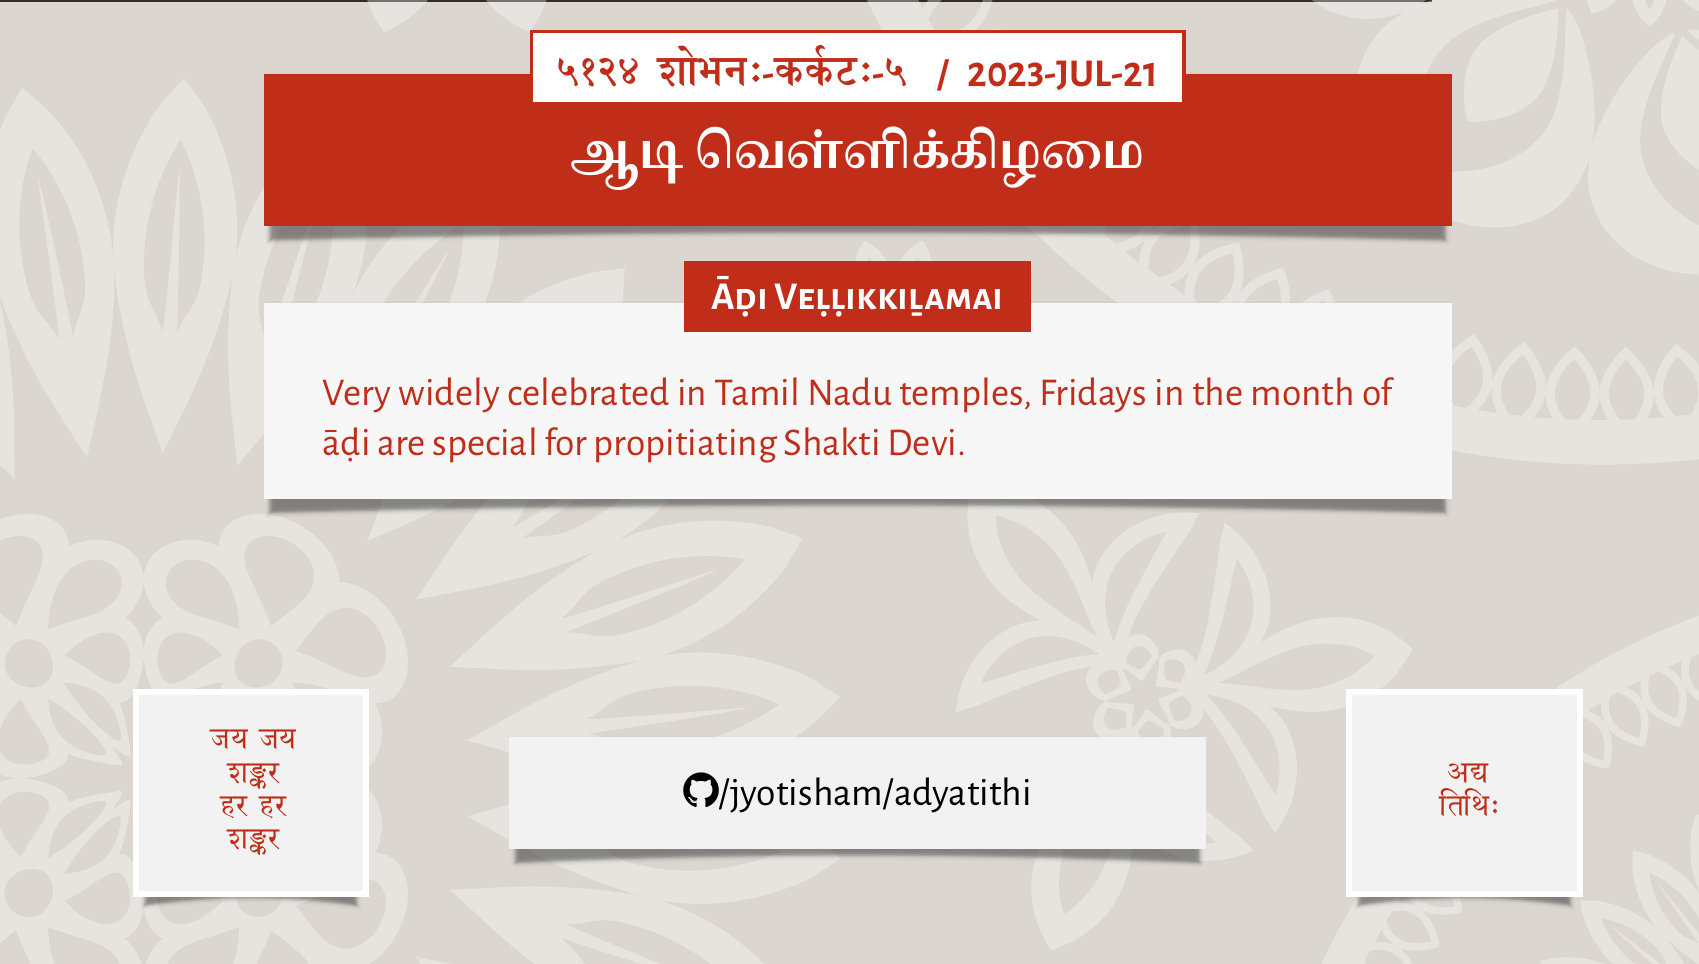 ५१२४ शोभनः-कर्कटः-५ / 2023-JUL-21
ஆடி வெள்ளிக்கிழமை
Āḍi Veḷḷikkiḻamai
Very widely celebrated in Tamil Nadu temples, Fridays in the month of
āḍi are special for propitiating Shakti Devi.
जय जय
शङ्कर
हर हर
शङ्कर
/jyotisham/adyatithi
अद्य
तिथिः